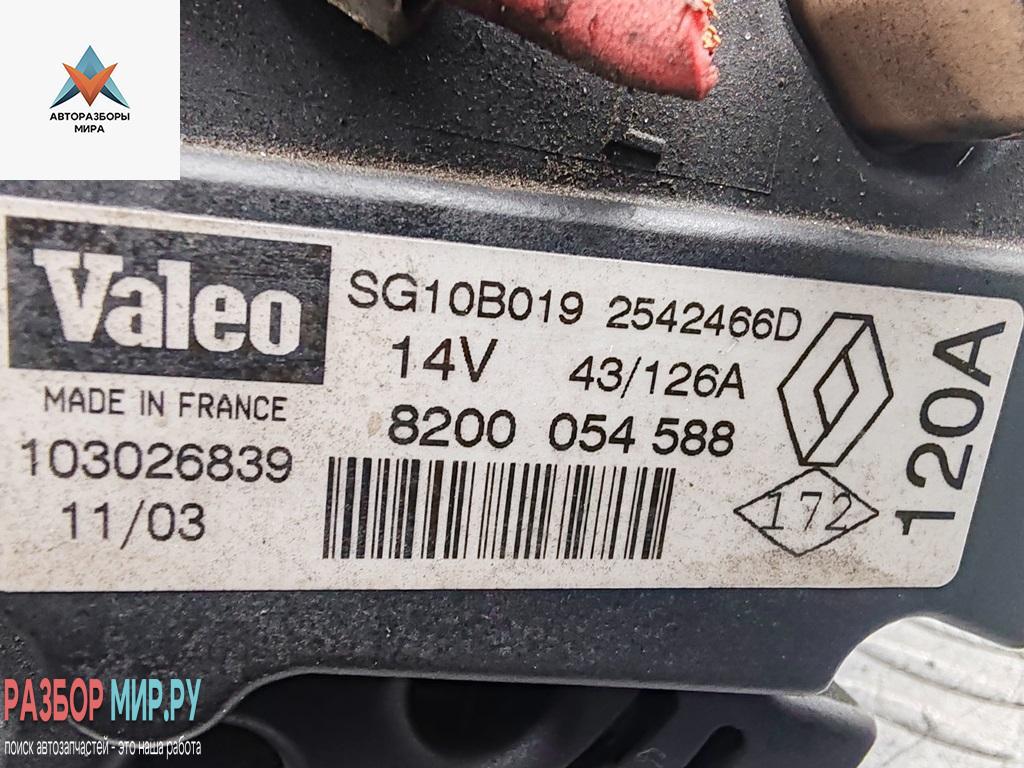 АВТОРАЗБОРЫ
МИРА
Valeo
MADE IN FRANCE
103026839
11/03
SG10B019 2542466D
14V 43/126A
8200 054 588
172
120A
РАЗБОР МИР.РУ
поиск автозапчастей - это наша работа